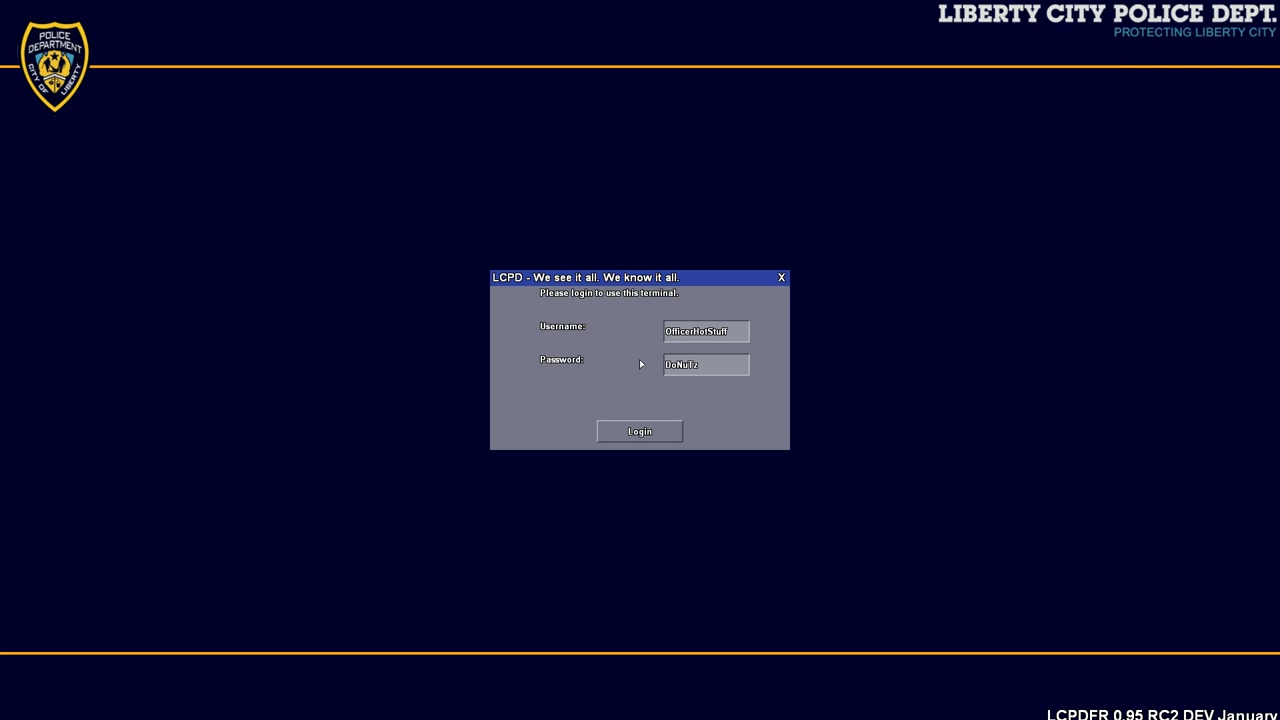 LIBERTY CITY POLICE DEPT.
PROTECTING LIBERTY CITY
POLICE
DEPARTMENT
CITY OF LIBERTY
LCPD - We see it all. We know it all. X
Please login to use this terminal.
Username: OfficerHotStuff
Password: DoNuTz
Login
LCPDFR 0.95 RC2 DEV January